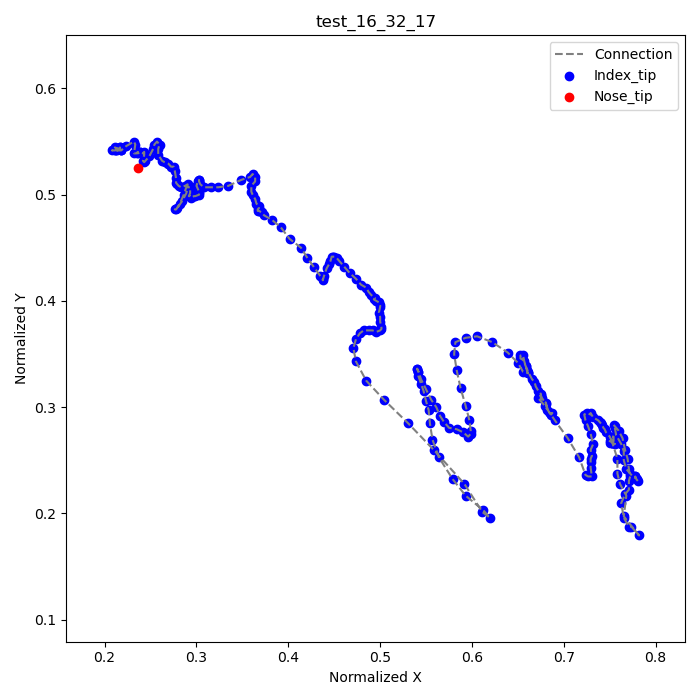 test_16_32_17
Connection
Index_tip
Nose_tip
Normalized Y
0.6
0.5
0.4
0.3
0.2
0.1
0.2 0.3 0.4 0.5 0.6 0.7 0.8
Normalized X